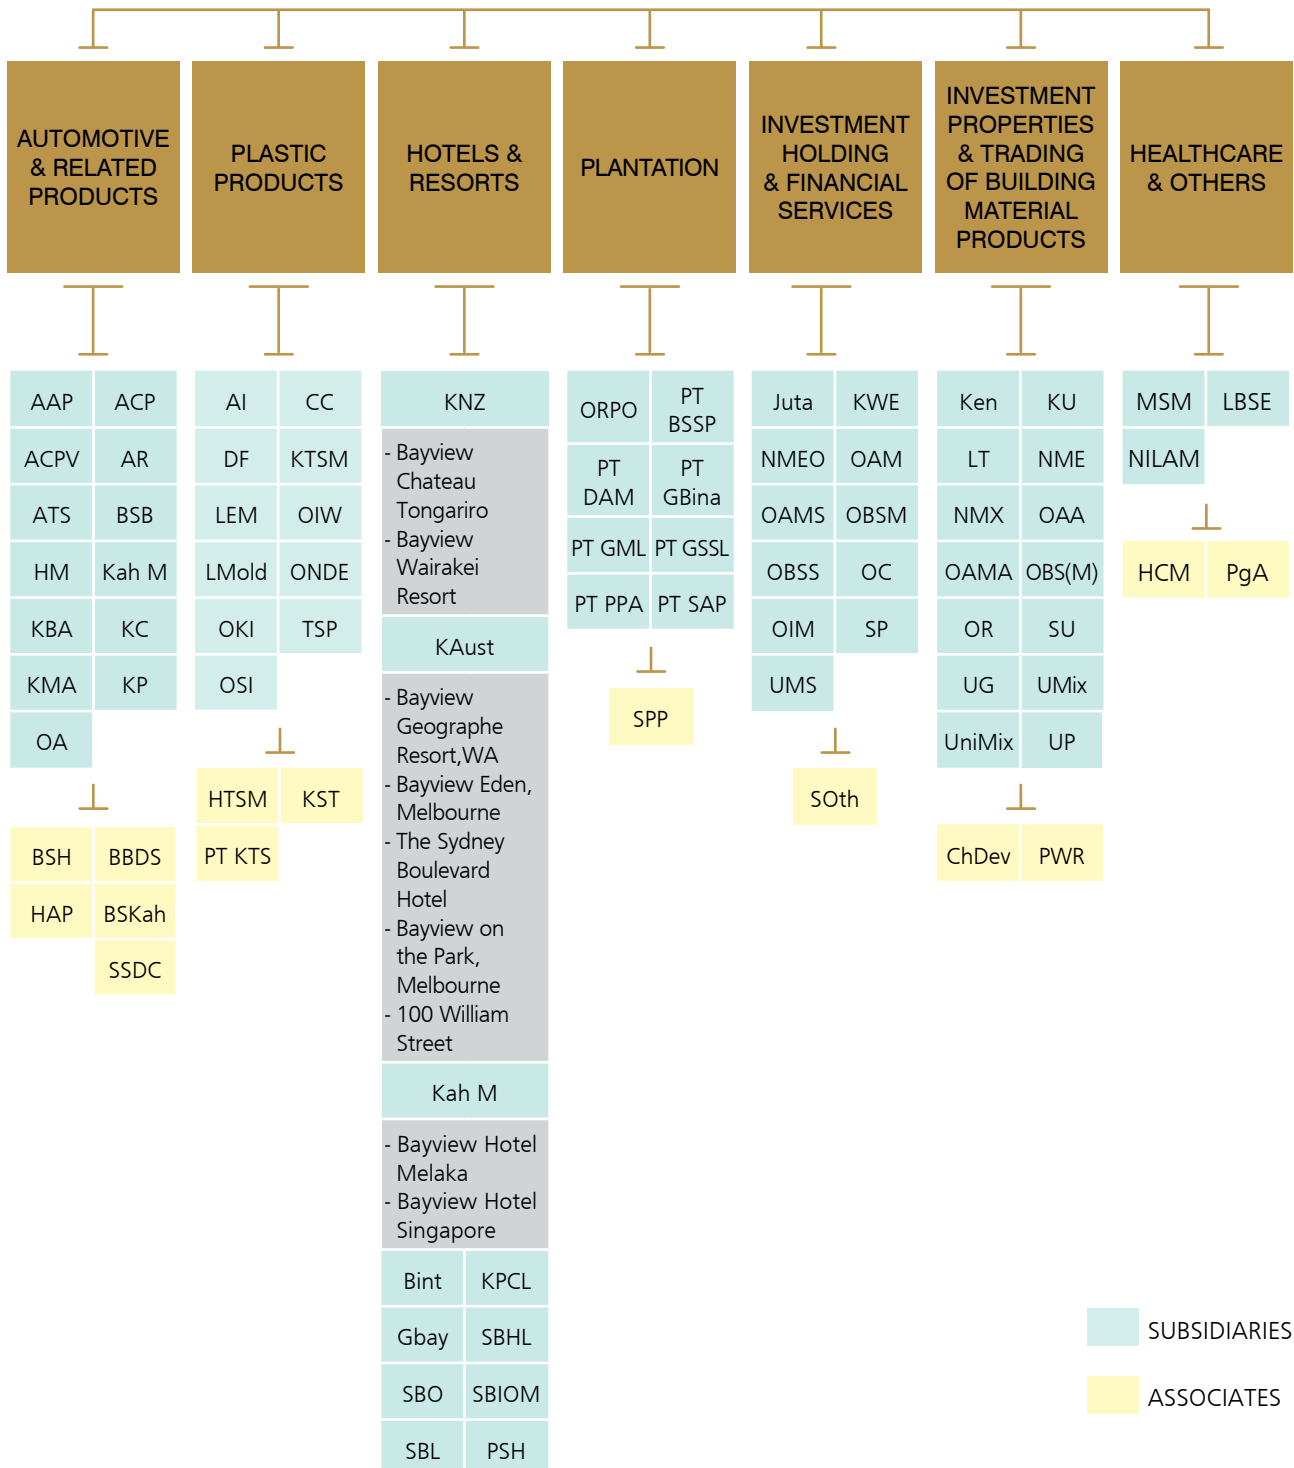 AUTOMOTIVE
& RELATED
PRODUCTS
PLASTIC
PRODUCTS
HOTELS &
RESORTS
PLANTATION
INVESTMENT
HOLDING
& FINANCIAL
SERVICES
INVESTMENT
PROPERTIES
& TRADING
OF BUILDING
MATERIAL
PRODUCTS
HEALTHCARE
& OTHERS
AAP ACP
ACPV AR
ATS BSB
HM Kah M
KBA KC
KMA KP
OA
BSH BBDS
HAP BSKah
SSDC
AI CC
DF KTSM
LEM OIW
LMold ONDE
OKI TSP
OSI
HTSM KST
PT KTS
KNZ
- Bayview
Chateau
Tongariro
- Bayview
Wairakei
Resort
KAust
- Bayview
Geographe
Resort,WA
- Bayview Eden,
Melbourne
- The Sydney
Boulevard
Hotel
- Bayview on
the Park,
Melbourne
- 100 William
Street
Kah M
- Bayview Hotel
Melaka
- Bayview Hotel
Singapore
Bint KPCL
Gbay SBHL
SBO SBIOM
SBL PSH
ORPO
PT
BSSP
PT
DAM
PT
GBina
PT GML PT GSSL
PT PPA PT SAP
SPP
Juta KWE
NMEO OAM
OAMS OBSM
OBSS OC
OIM SP
UMS
SOth
Ken KU
LT NME
NMX OAA
OAMA OBS(M)
OR SU
UG UMix
UniMix UP
ChDev PWR
MSM LBSE
NILAM
HCM PgA
SUBSIDIARIES
ASSOCIATES